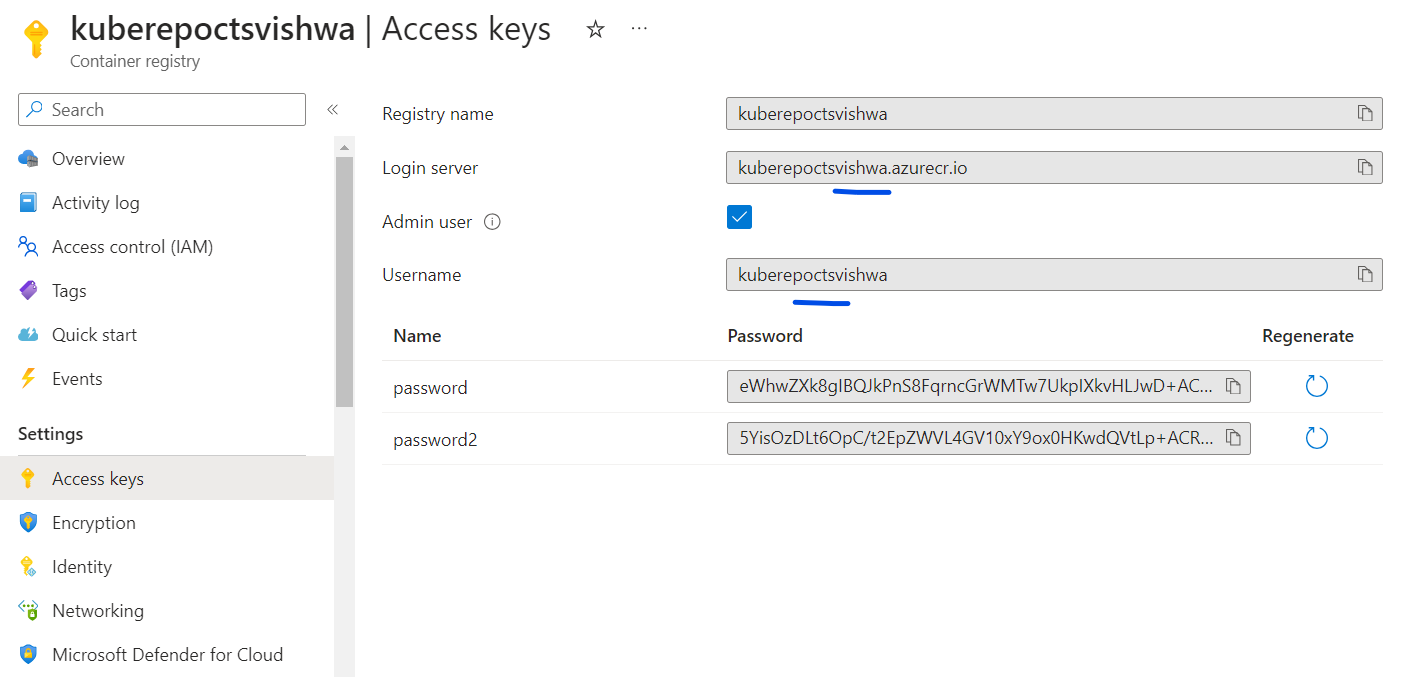 kuberepoctsvishwa | Access keys
Container registry
Search
Overview
Activity log
Access control (IAM)
Tags
Quick start
Events
Settings
Access keys
Encryption
Identity
Networking
Microsoft Defender for Cloud
Registry name
kuberepoctsvishwa
Login server
kuberepoctsvishwa.azurecr.io
Admin user
Username
kuberepoctsvishwa
Name Password Regenerate
password eWhwZXk8gIBQJkPnS8FqrncGrWMTw7UkpIXkvHLJwD+AC...
password2 5YisOzDLt6OpC/t2EpZWVL4GV10xY9ox0HKwdQVtLp+ACR...